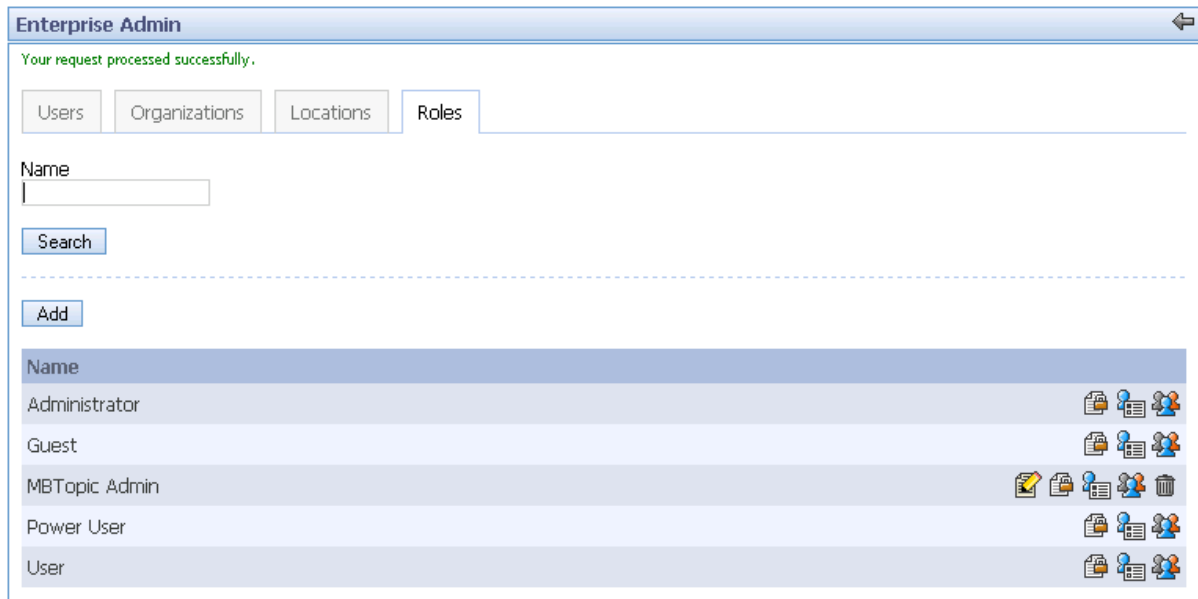 Enterprise Admin
Your request processed successfully.
Users Organizations Locations Roles
Name
Search
Add
Name
Administrator
Guest
MBTopic Admin
Power User
User